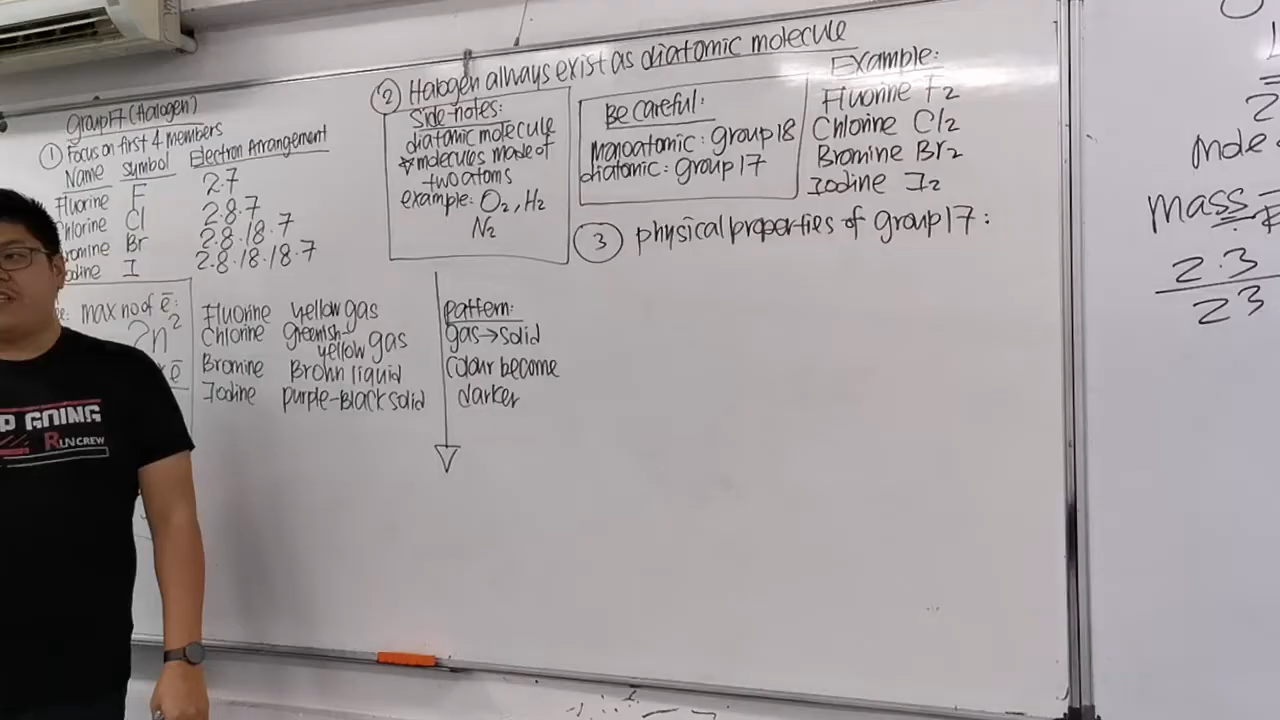 Group 17 (Halogen)
① Focus on first 4 members
Name Symbol Electron Arrangement
Fluorine F 2.7
Chlorine Cl 2.8.7
Bromine Br 2.8.18.7
Iodine I 2.8.18.18.7
max no of ē:
2n²
ē
② Halogen always exist as diatomic molecule
Side-notes:
diatomic molecule
molecules made of
two atoms
example: O₂, H₂
N₂
Be Careful:
monoatomic: group 18
diatomic: group 17
Example:
Fluorine F₂
Chlorine Cl₂
Bromine Br₂
Iodine I₂
③ physical properties of group 17:
Fluorine yellow gas
Chlorine greenish-
yellow gas
Bromine Brown liquid
Iodine purple-Black solid
pattern:
gas→solid
colour become
darker
mole
mass =
2.3
23
P GOING
RUNCREW